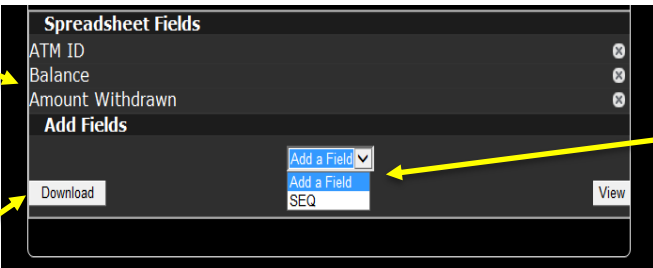 Spreadsheet Fields
ATM ID
Balance
Amount Withdrawn
Add Fields
Add a Field
Add a Field
SEQ
Download
View